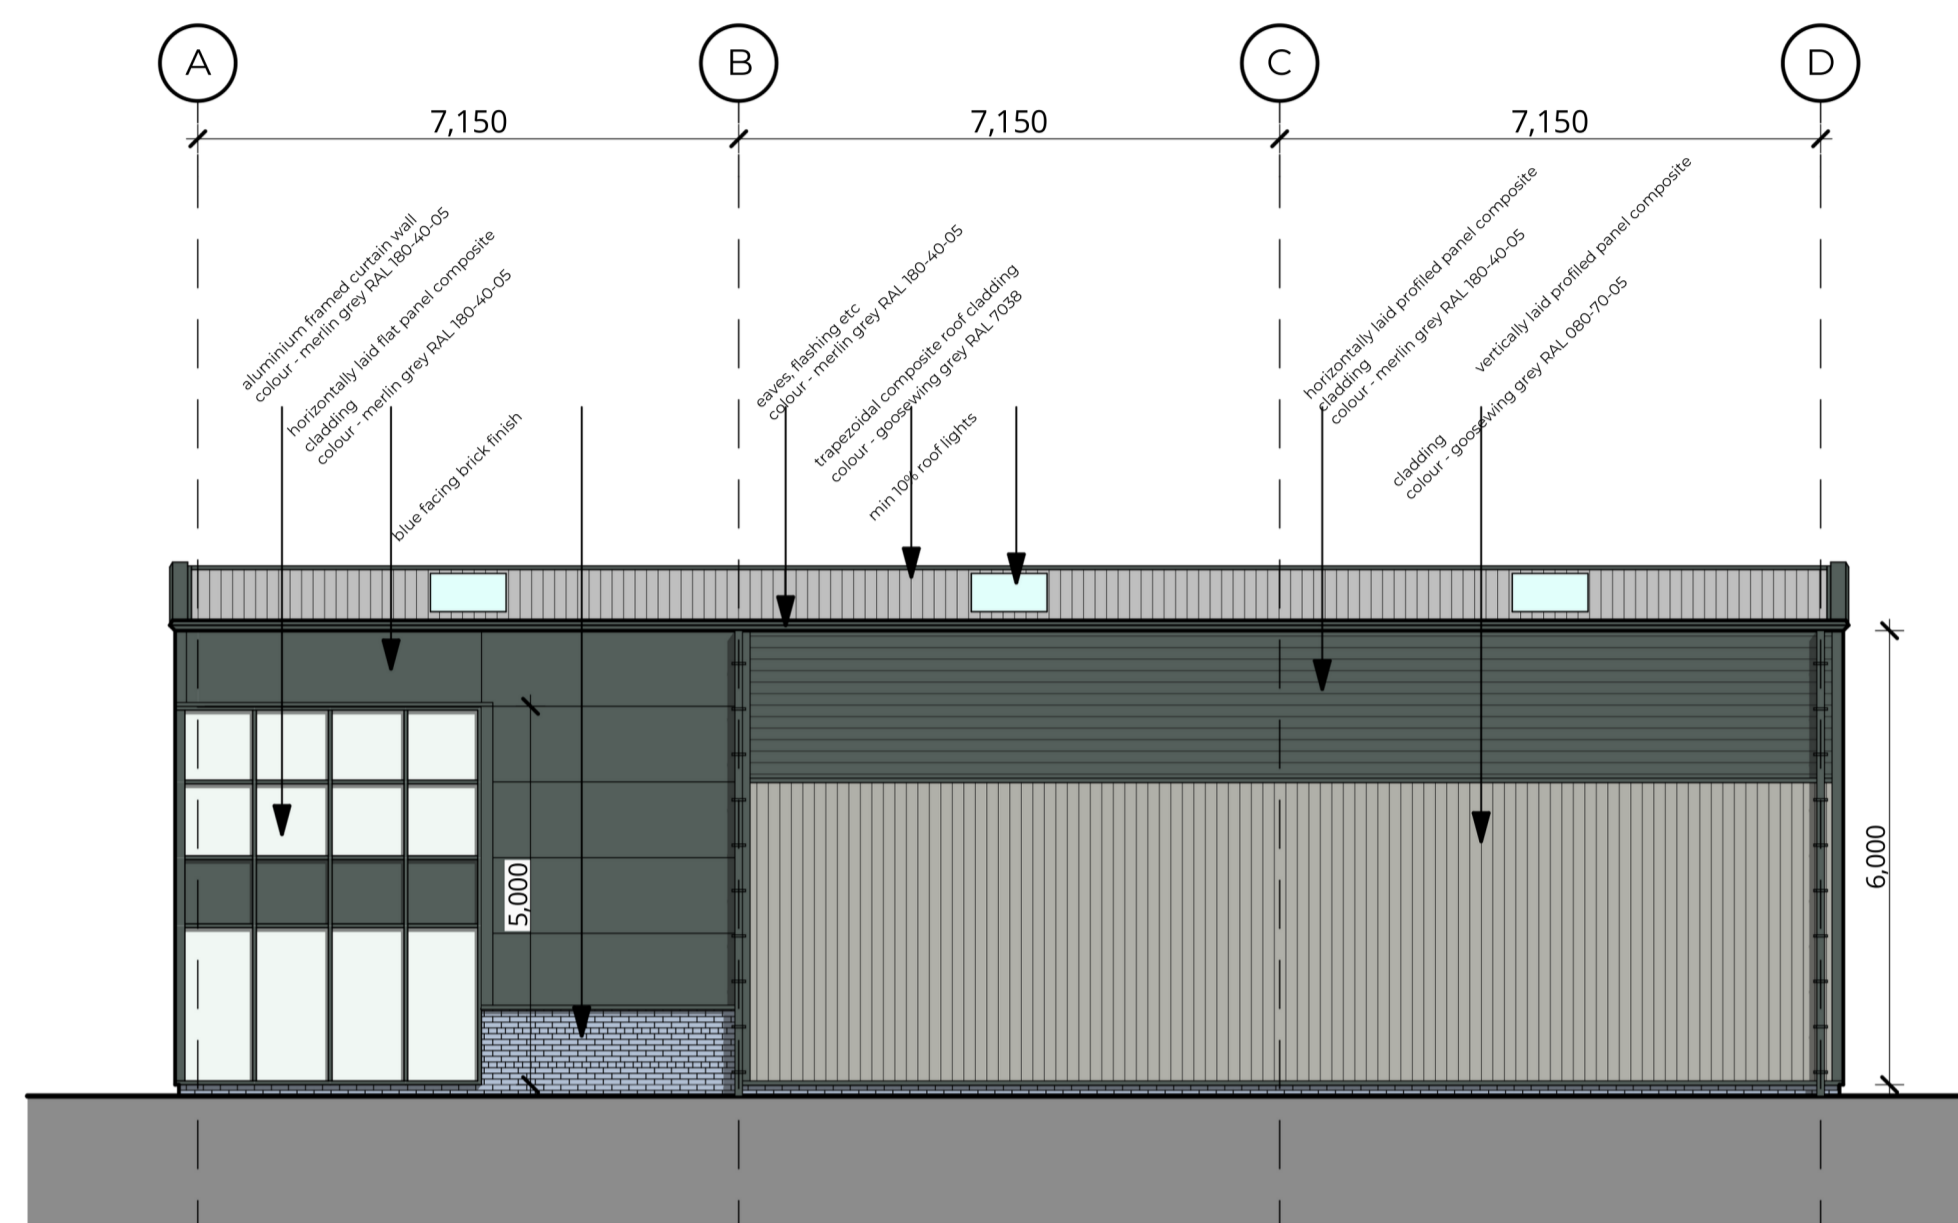 A
B
C
D
7,150
7,150
7,150
aluminium framed curtain wall
colour - merlin grey RAL 180-40-05
horizontally laid flat panel composite
cladding
colour - merlin grey RAL 180-40-05
blue facing brick finish
eaves, flashing etc
colour - merlin grey RAL 180-40-05
trapezoidal composite roof cladding
colour - goosewing grey RAL 7038
min 10% roof lights
horizontally laid profiled panel composite
cladding
colour - merlin grey RAL 180-40-05
vertically laid profiled panel composite
cladding
colour - goosewing grey RAL 080-70-05
5,000
6,000